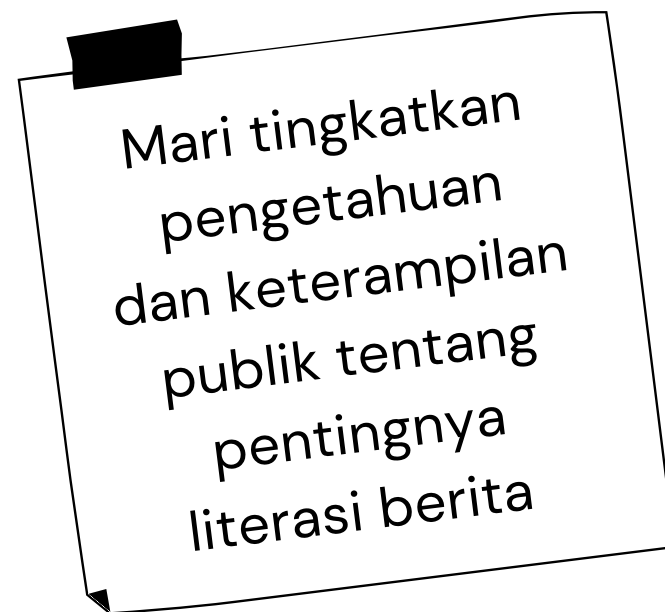 Mari tingkatkan
pengetahuan
dan keterampilan
publik tentang
pentingnya
literasi berita